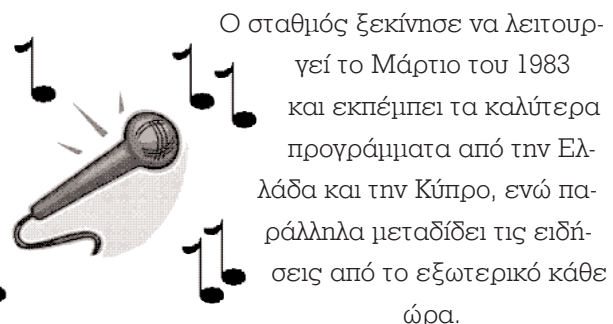 Ο σταθμός ξεκίνησε να λειτουρ-
γεί το Μάρτιο του 1983
και εκπέμπει τα καλύτερα
προγράμματα από την Ελ-
λάδα και την Κύπρο, ενώ πα-
ράλληλα μεταδίδει τις ειδή-
σεις από το εξωτερικό κάθε
ώρα.